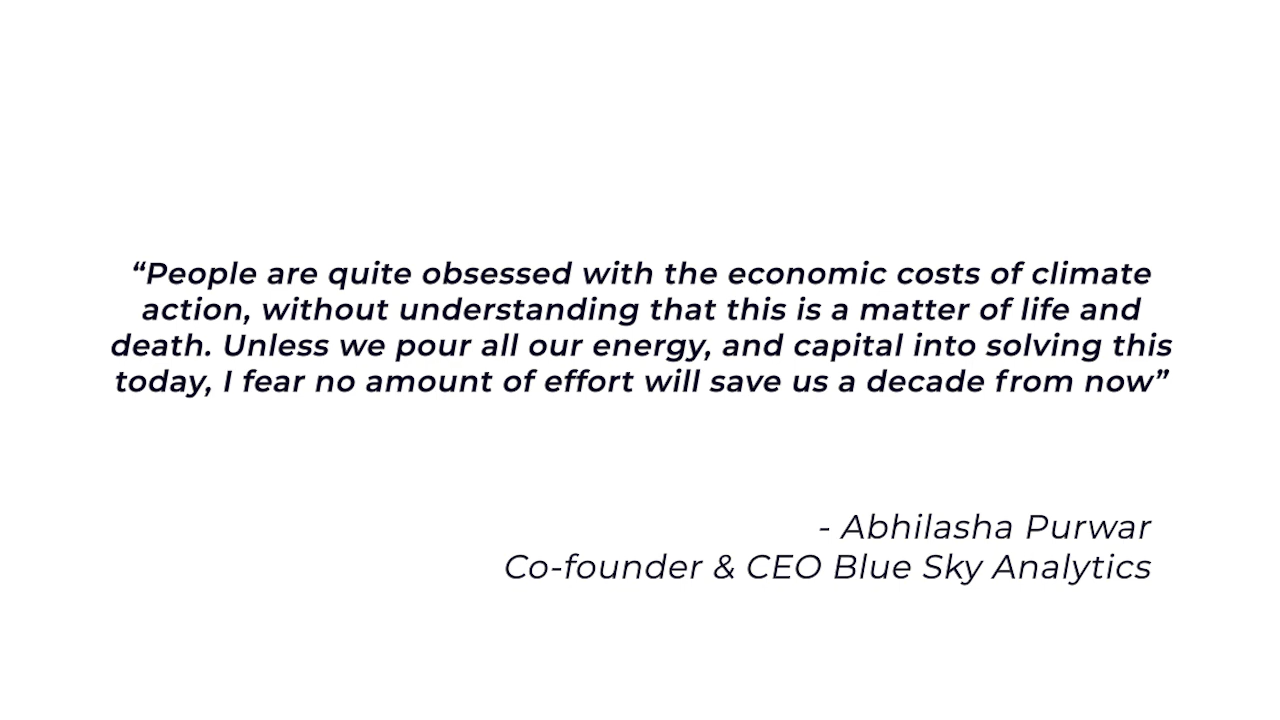 “People are quite obsessed with the economic costs of climate
action, without understanding that this is a matter of life and
death. Unless we pour all our energy, and capital into solving this
today, I fear no amount of effort will save us a decade from now”
- Abhilasha Purwar
Co-founder & CEO Blue Sky Analytics